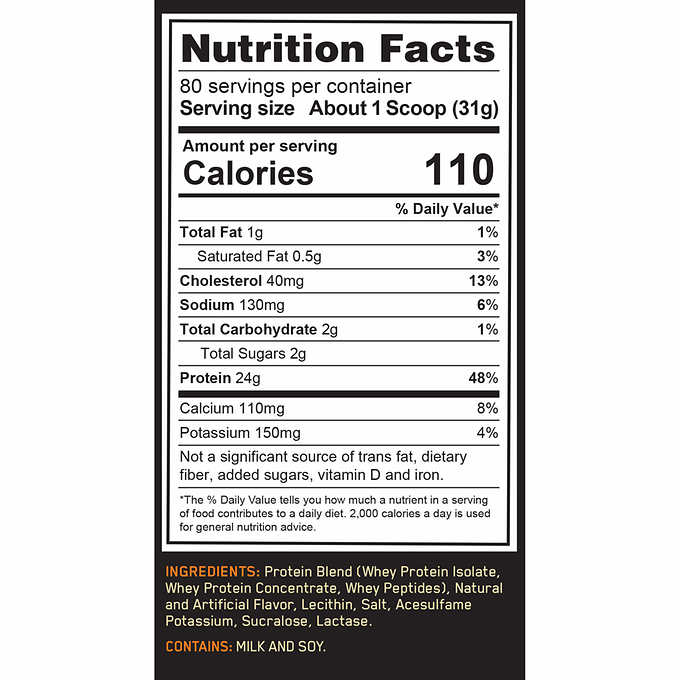 Nutrition Facts
80 servings per container
Serving size About 1 Scoop (31g)
Amount per serving
Calories 110
% Daily Value*
Total Fat 1g 1%
Saturated Fat 0.5g 3%
Cholesterol 40mg 13%
Sodium 130mg 6%
Total Carbohydrate 2g 1%
Total Sugars 2g
Protein 24g 48%
Calcium 110mg 8%
Potassium 150mg 4%
Not a significant source of trans fat, dietary
fiber, added sugars, vitamin D and iron.
*The % Daily Value tells you how much a nutrient in a serving
of food contributes to a daily diet. 2,000 calories a day is used
for general nutrition advice.
INGREDIENTS: Protein Blend (Whey Protein Isolate,
Whey Protein Concentrate, Whey Peptides), Natural
and Artificial Flavor, Lecithin, Salt, Acesulfame
Potassium, Sucralose, Lactase.
CONTAINS: MILK AND SOY.